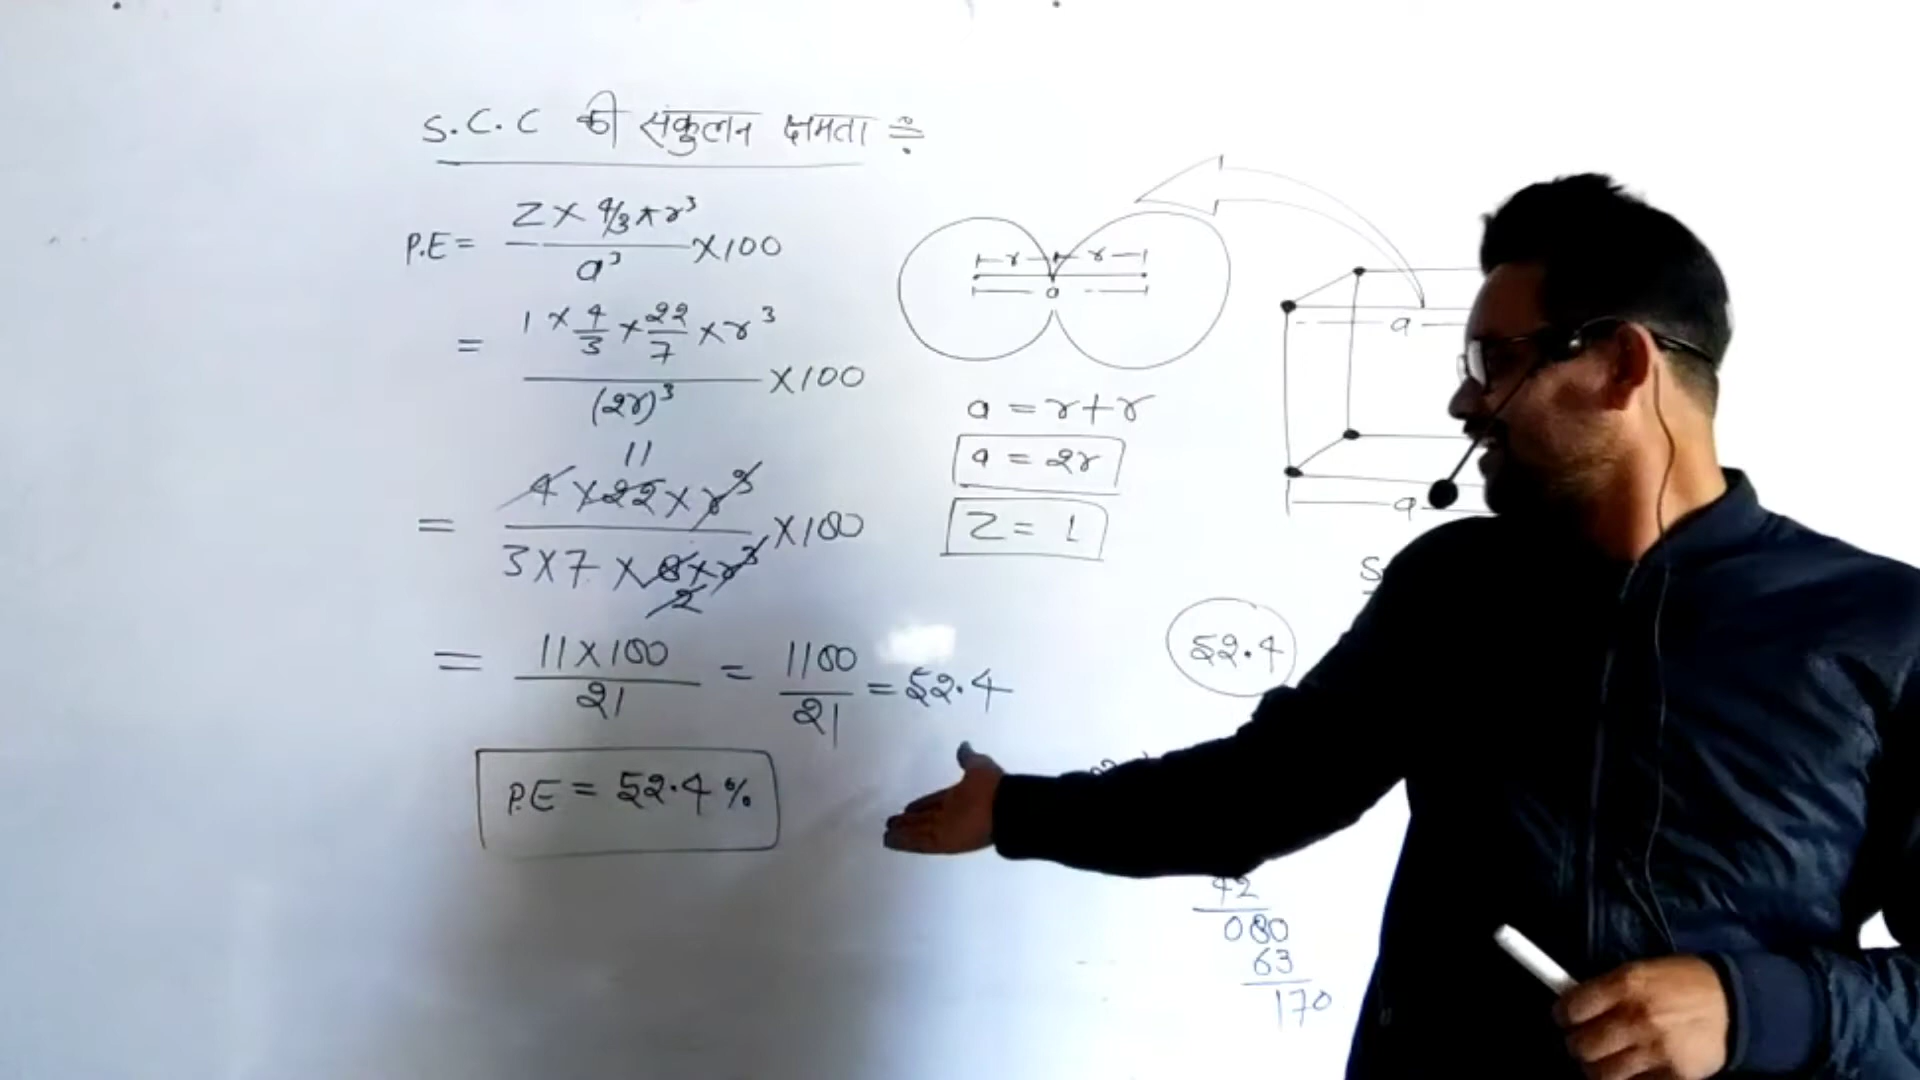 S.C.C की संकुलन क्षमता ÷
P.E = Z × 4/3 π r³ / a³ × 100
= 1 × 4/3 × 22/7 × r³ / (2r)³ × 100
11
= 4 × 22 × r³ / 3 × 7 × 8 × r³ × 100
2
= 11 × 100 / 21 = 1100 / 21 = 52.4
P.E = 52.4 %
r r
a
a = r + r
a = 2r
Z = 1
a
a
S
52.4
42
080
63
170